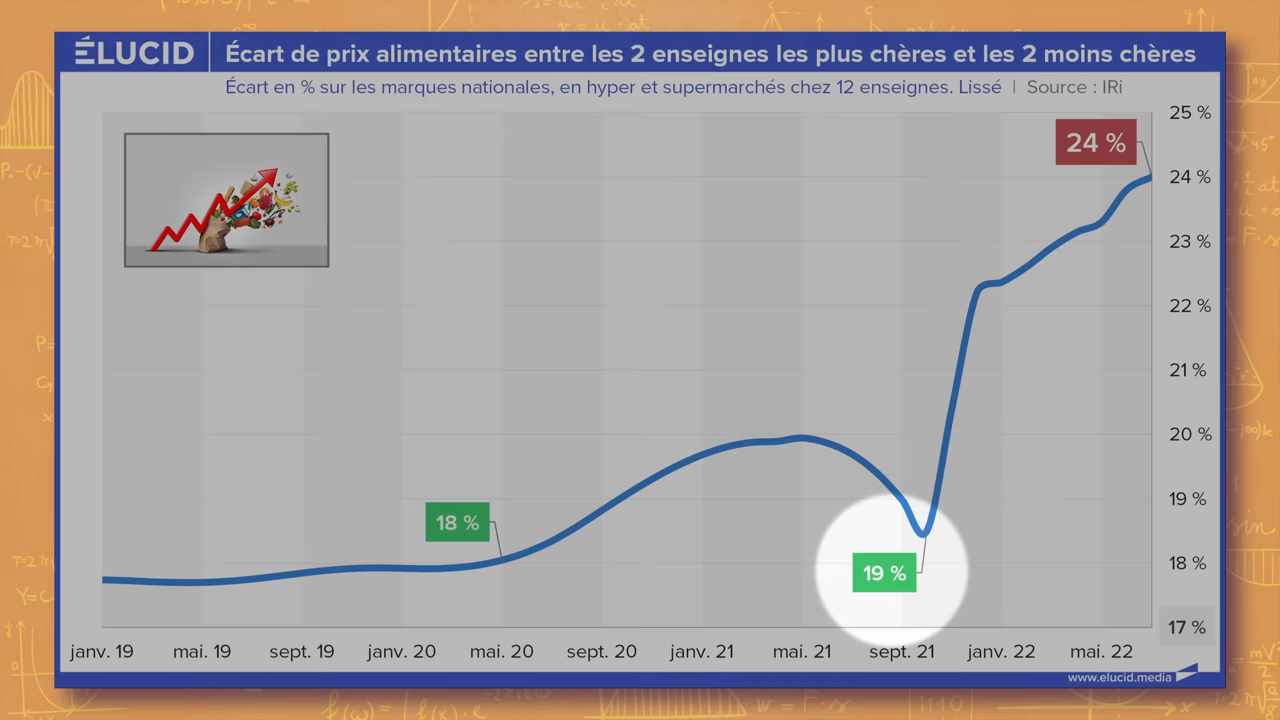 ÉLUCID
Écart de prix alimentaires entre les 2 enseignes les plus chères et les 2 moins chères
Écart en % sur les marques nationales, en hyper et supermarchés chez 12 enseignes. Lissé | Source : IRi
25 %
24 %
24 %
23 %
22 %
21 %
20 %
19 %
18 %
18 %
19 %
17 %
janv. 19 mai. 19 sept. 19 janv. 20 mai. 20 sept. 20 janv. 21 mai. 21 sept. 21 janv. 22 mai. 22
www.elucid.media